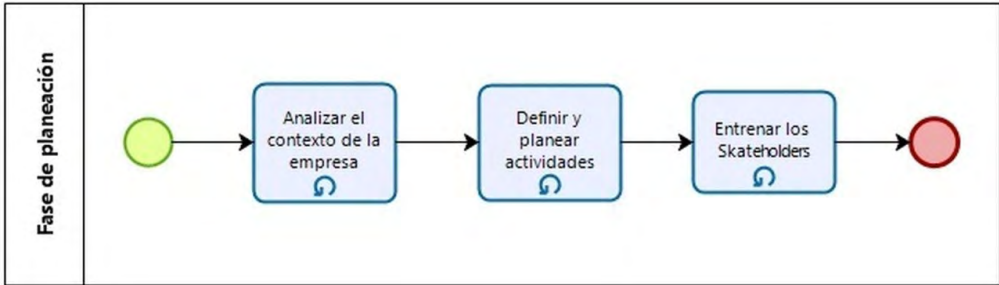 Fase de planeación
Analizar el
contexto de la
empresa
Definir y
planear
actividades
Entrenar los
Skateholders